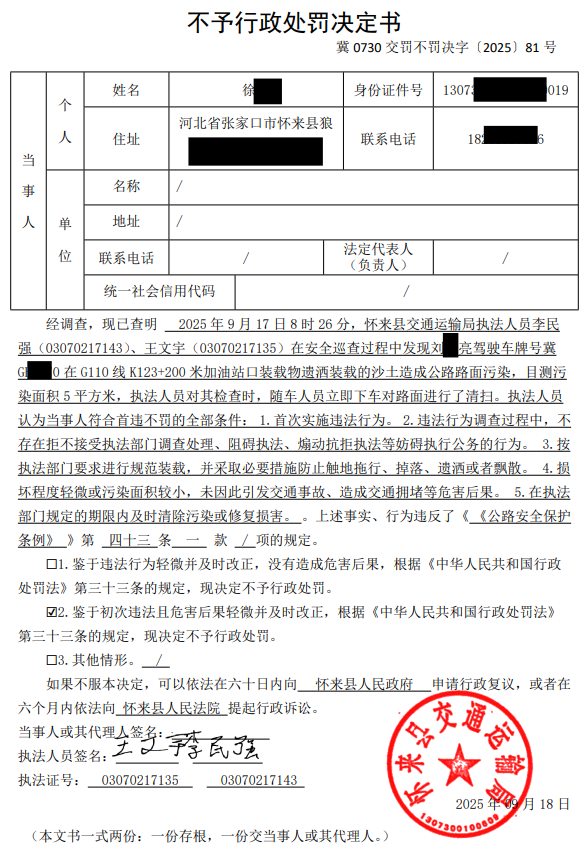 不予行政处罚决定书
冀 0730 交罚不罚决字〔2025〕81 号
当事人
个人
姓名
徐
身份证件号
1307 019
住址
河北省张家口市怀来县狼
联系电话
18 6
单位
名称
/
地址
/
联系电话
/
法定代表人
（负责人）
/
统一社会信用代码
/
经调查，现已查明 2025 年 9 月 17 日 8 时 26 分，怀来县交通运输局执法人员李民
强（03070217143）、王文宇（03070217135）在安全巡查过程中发现刘 亮驾驶车牌号冀
G 0 在 G110 线 K123+200 米加油站口装载物遗洒装载的沙土造成公路路面污染，目测污
染面积 5 平方米，执法人员对其检查时，随车人员立即下车对路面进行了清扫。执法人员
认为当事人符合首违不罚的全部条件：1.首次实施违法行为。2.违法行为调查过程中，不
存在拒不接受执法部门调查处理、阻碍执法、煽动抗拒执法等妨碍执行公务的行为。3.按
执法部门要求进行规范装载，并采取必要措施防止触地拖行、掉落、遗洒或者飘散。4.损
坏程度轻微或污染面积较小，未因此引发交通事故、造成交通拥堵等危害后果。5.在执法
部门规定的期限内及时清除污染或修复损害。。上述事实、行为违反了《 《公路安全保护
条例》 》第 四十三 条 一 款 / 项的规定。
☐1.鉴于违法行为轻微并及时改正，没有造成危害后果，根据《中华人民共和国行政
处罚法》第三十三条的规定，决定不予行政处罚。
☑2.鉴于初次违法且危害后果轻微并及时改正，根据《中华人民共和国行政处罚法》
第三十三条的规定，现决定不予行政处罚。
☐3.其他情形。 /
如果不服本决定，可以依法在六十日内向 怀来县人民政府 申请行政复议，或者在
六个月内依法向 怀来县人民法院 提起行政诉讼。
当事人或其代理人签名：
执法人员签名： 王文宇 李民强
执法证号： 03070217135 03070217143
怀来县交通运输局
1307300100609
2025 年 09 月 18 日
（本文书一式两份：一份存根，一份交当事人或其代理人。）